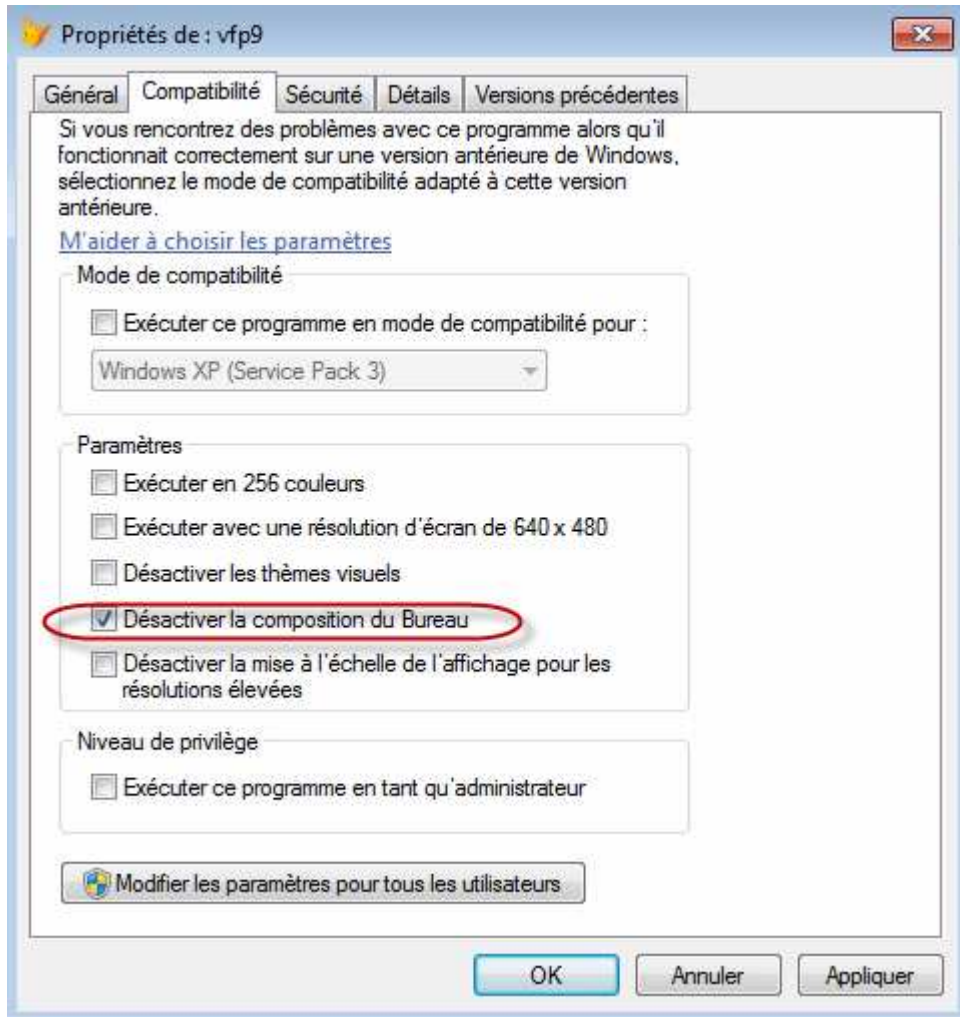 Propriétés de : vfp9
Général Compatibilité Sécurité Détails Versions précédentes
Si vous rencontrez des problèmes avec ce programme alors qu'il
fonctionnait correctement sur une version antérieure de Windows,
sélectionnez le mode de compatibilité adapté à cette version
antérieure.
M'aider à choisir les paramètres
Mode de compatibilité
Exécuter ce programme en mode de compatibilité pour :
Windows XP (Service Pack 3)
Paramètres
Exécuter en 256 couleurs
Exécuter avec une résolution d'écran de 640 x 480
Désactiver les thèmes visuels
Désactiver la composition du Bureau
Désactiver la mise à l'échelle de l'affichage pour les
résolutions élevées
Niveau de privilège
Exécuter ce programme en tant qu'administrateur
Modifier les paramètres pour tous les utilisateurs
OK Annuler Appliquer